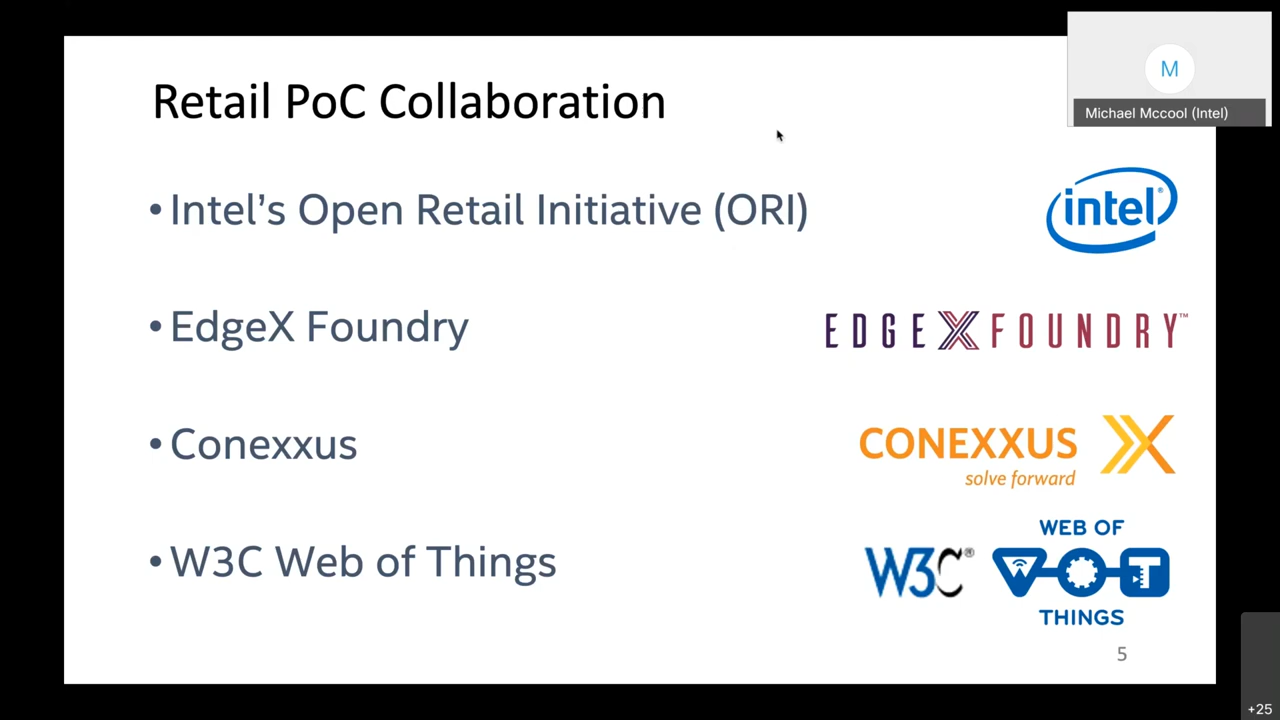 Retail PoC Collaboration
M
Michael Mccool (Intel)
• Intel's Open Retail Initiative (ORI)
intel®
• EdgeX Foundry
EDGE X FOUNDRY™
• Conexxus
CONEXXUS
solve forward
• W3C Web of Things
W3C®
WEB OF
W T
THINGS
5
+25